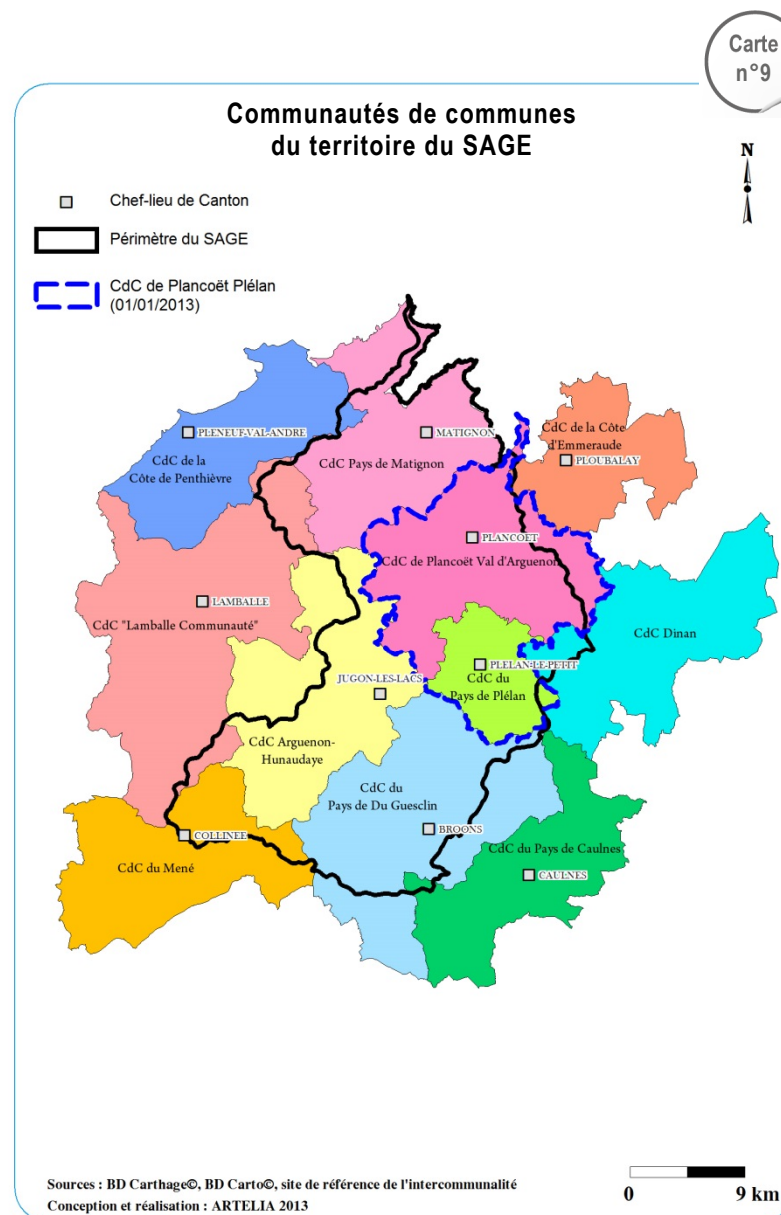 Carte
n°9
Communautés de communes
du territoire du SAGE
N
Chef-lieu de Canton
Périmètre du SAGE
CdC de Plancoët Plélan
(01/01/2013)
PLENEUF-VAL-ANDRE
CdC de la
Côte de Penthièvre
MATIGNON
CdC Pays de Matignon
CdC de la Côte
d'Emmeraude
PLOUBALAY
PLANCOET
CdC de Plancoët Val d'Arguenon
LAMBALLE
CdC "Lamballe Communauté"
CdC Dinan
PLELAN-LE-PETIT
CdC du
Pays de Plélan
JUGON-LES-LACS
CdC Arguenon-
Hunaudaye
CdC du
Pays de Du Guesclin
BROONS
COLLINEE
CdC du Mené
CdC du Pays de Caulnes
CAULNES
Sources : BD Carthage©, BD Carto©, site de référence de l'intercommunalité
Conception et réalisation : ARTELIA 2013
0 9 km